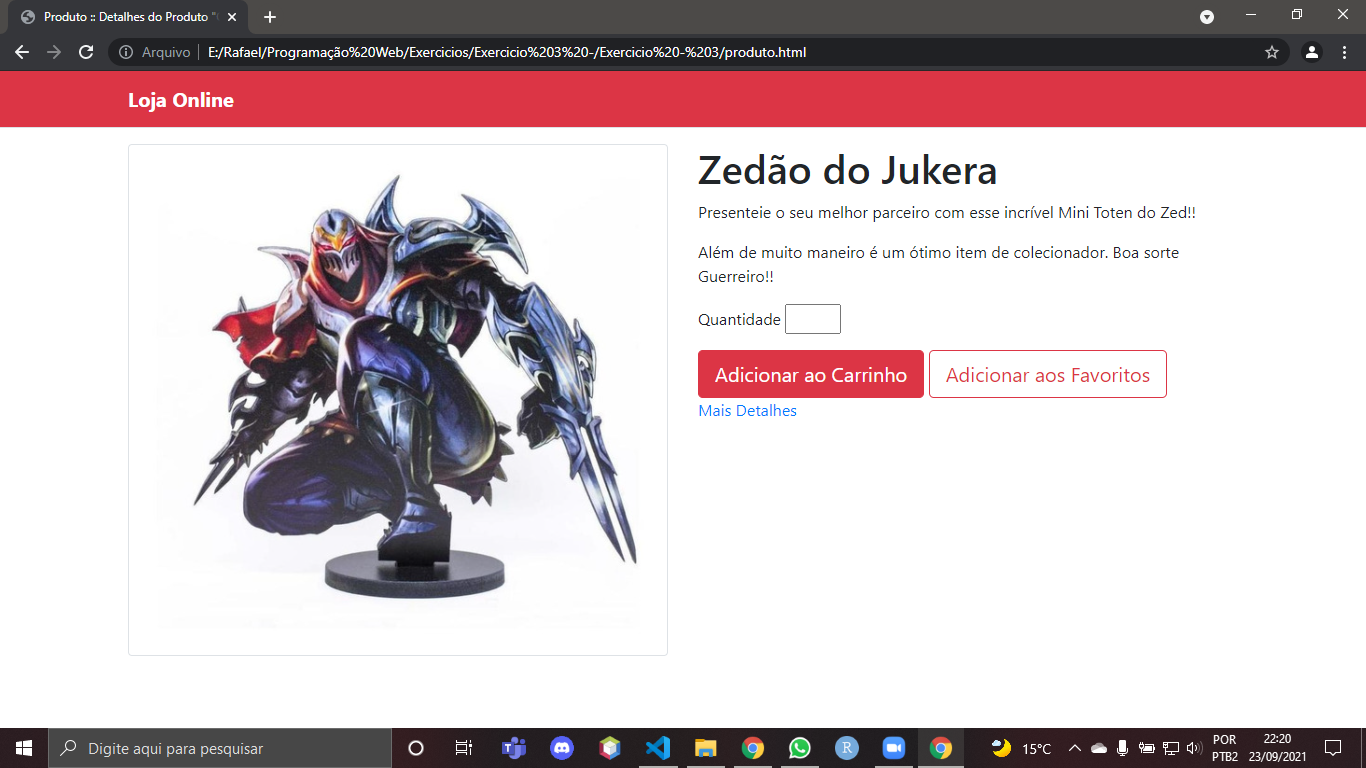 Produto :: Detalhes do Produto "
Arquivo
E:/Rafael/Programação%20Web/Exercicios/Exercicio%203%20-/Exercicio%20-%203/produto.html
Loja Online
Zedão do Jukera
Presenteie o seu melhor parceiro com esse incrível Mini Toten do Zed!!
Além de muito maneiro é um ótimo item de colecionador. Boa sorte
Guerreiro!!
Quantidade
Adicionar ao Carrinho
Adicionar aos Favoritos
Mais Detalhes
Digite aqui para pesquisar
R
15°C
POR
PTB2
22:20
23/09/2021